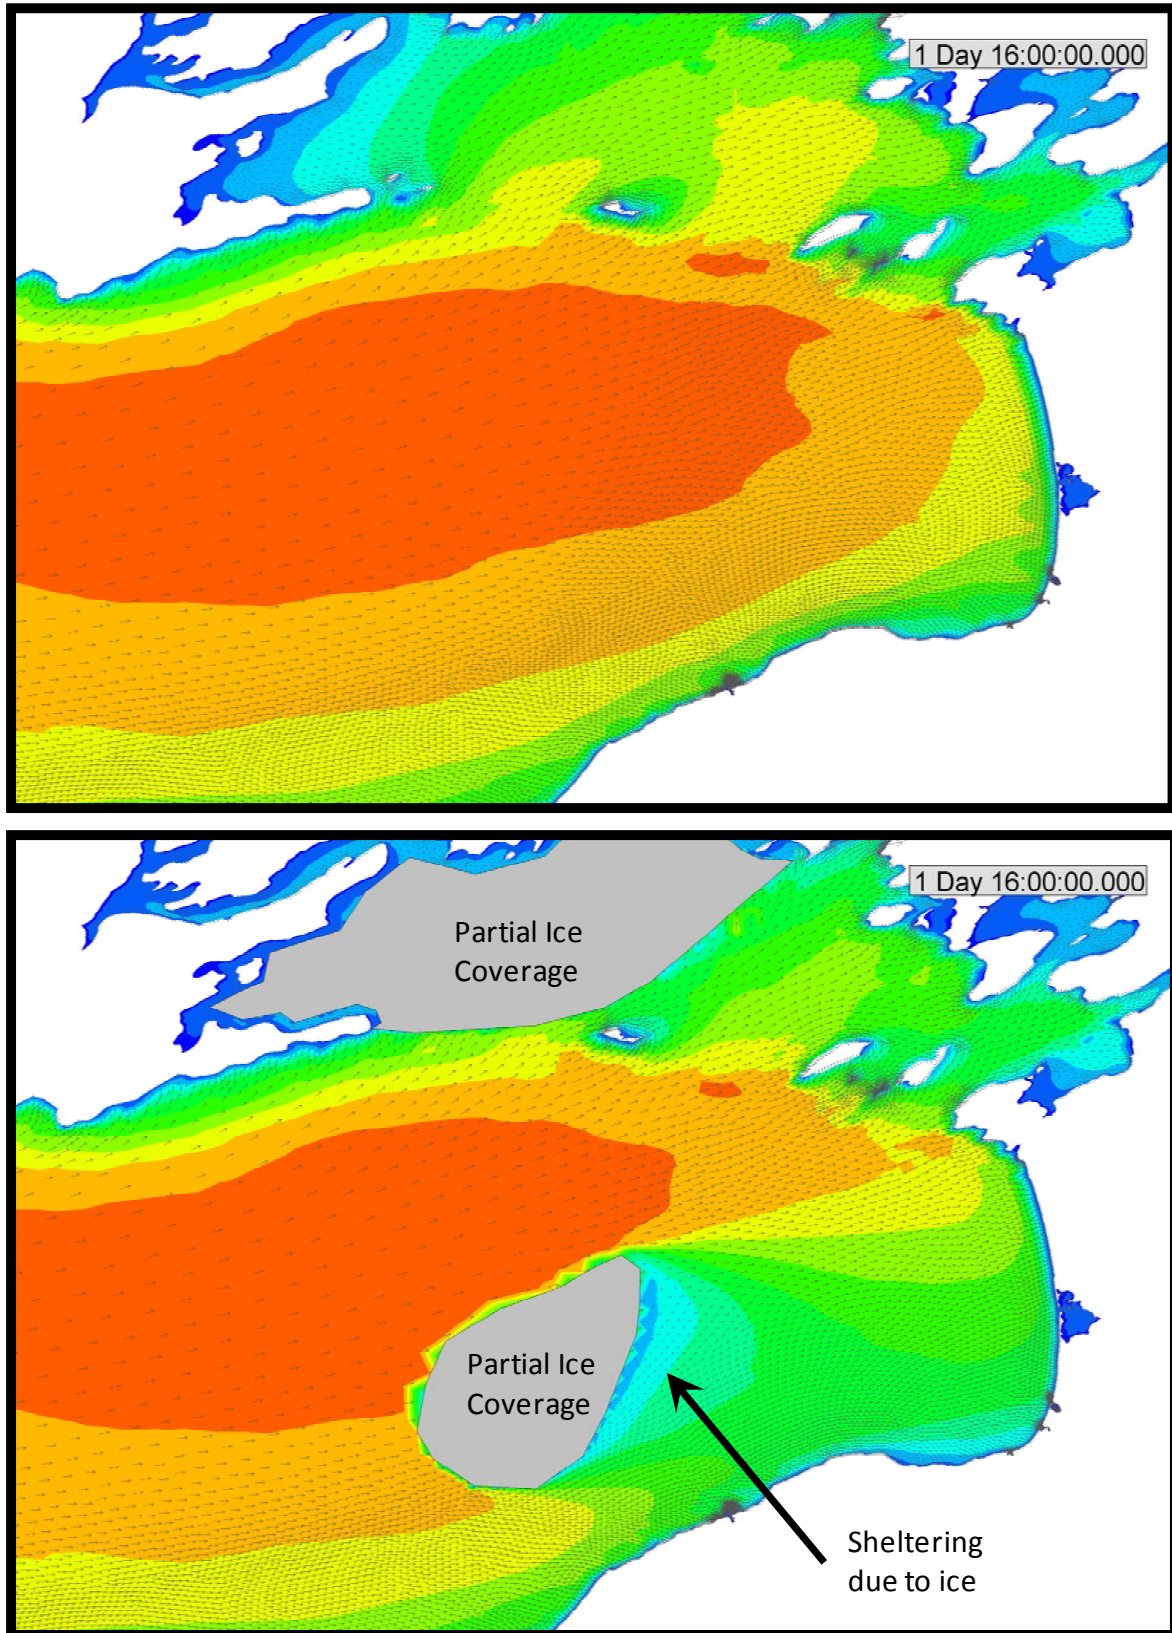 1 Day 16:00:00.000
1 Day 16:00:00.000
Partial Ice
Coverage
Partial Ice
Coverage
Sheltering
due to ice